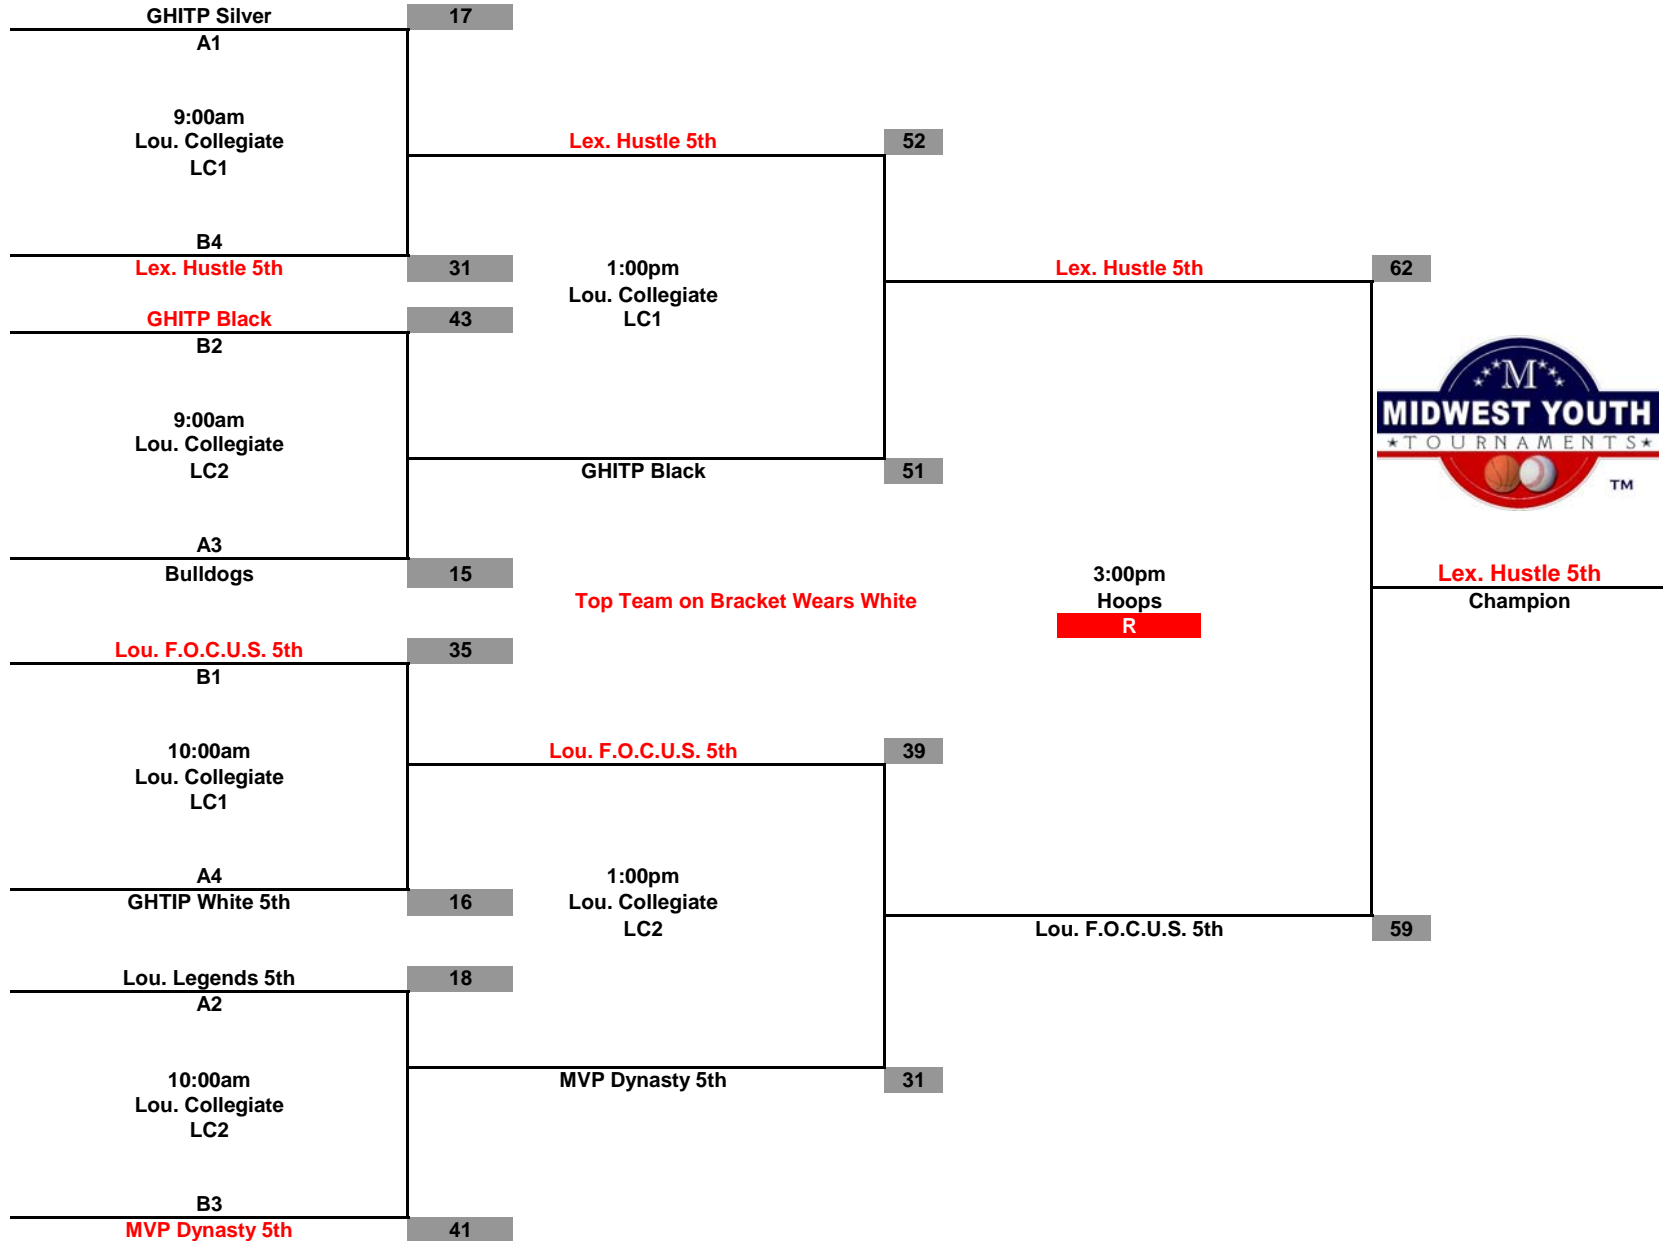 GHITP Silver 17
A1
9:00am
Lou. Collegiate
LC1
Lex. Hustle 5th 52
B4
Lex. Hustle 5th 31
1:00pm
Lou. Collegiate
LC1
Lex. Hustle 5th 62
GHITP Black 43
B2
9:00am
Lou. Collegiate
LC2
GHITP Black 51
M
MIDWEST YOUTH
TOURNAMENTS
TM
A3
Bulldogs 15
Top Team on Bracket Wears White
3:00pm
Hoops
R
Lex. Hustle 5th
Champion
Lou. F.O.C.U.S. 5th 35
B1
10:00am
Lou. Collegiate
LC1
Lou. F.O.C.U.S. 5th 39
A4
GHTIP White 5th 16
1:00pm
Lou. Collegiate
LC2
Lou. F.O.C.U.S. 5th 59
Lou. Legends 5th 18
A2
10:00am
Lou. Collegiate
LC2
MVP Dynasty 5th 31
B3
MVP Dynasty 5th 41